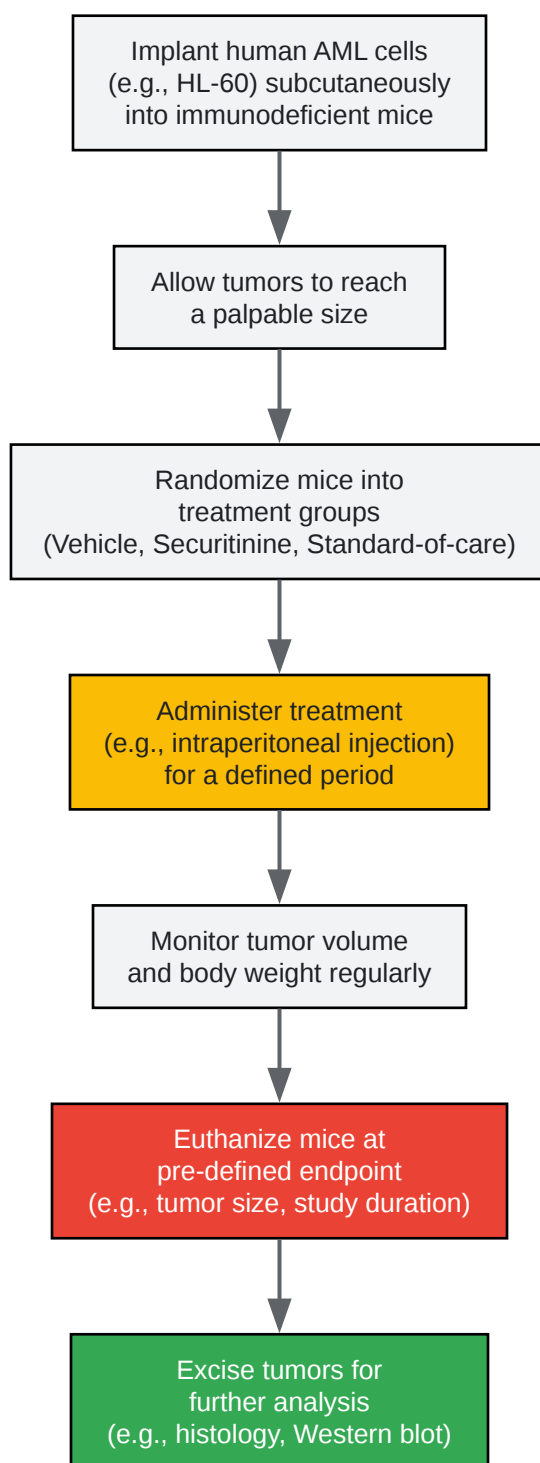 Implant human AML cells
(e.g., HL-60) subcutaneously
into immunodeficient mice
Allow tumors to reach
a palpable size
Randomize mice into
treatment groups
(Vehicle, Securitinine, Standard-of-care)
Administer treatment
(e.g., intraperitoneal injection)
for a defined period
Monitor tumor volume
and body weight regularly
Euthanize mice at
pre-defined endpoint
(e.g., tumor size, study duration)
Excise tumors for
further analysis
(e.g., histology, Western blot)